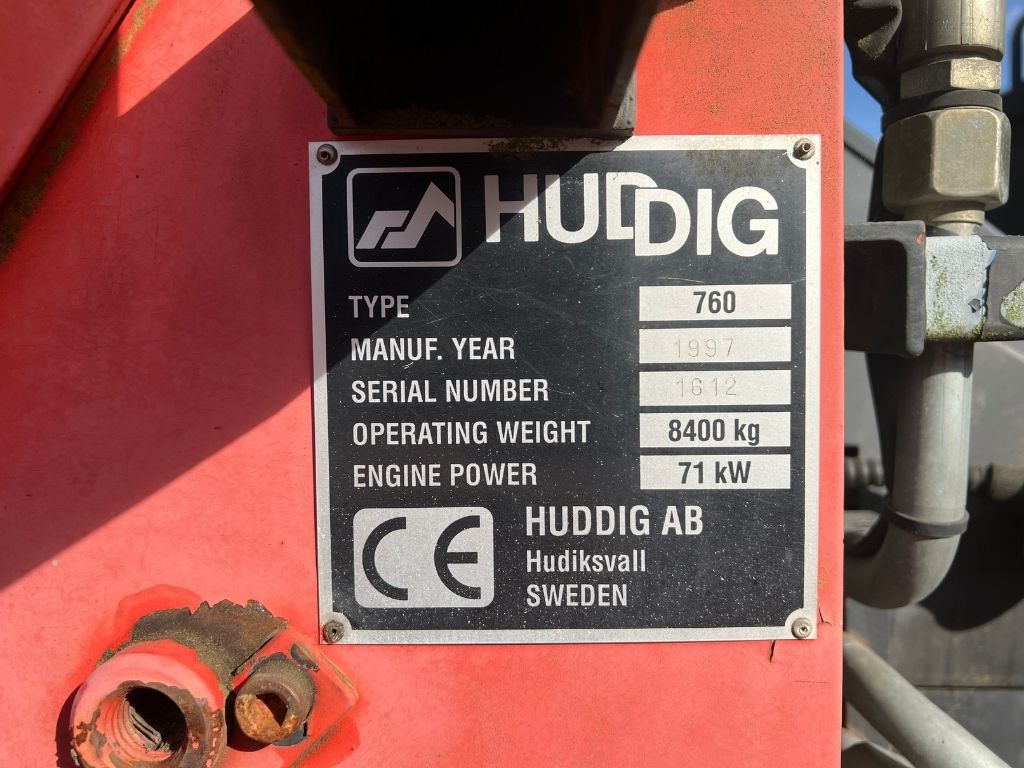 HUDDIG
TYPE 760
MANUF. YEAR 1997
SERIAL NUMBER 1612
OPERATING WEIGHT 8400 kg
ENGINE POWER 71 kW
CE
HUDDIG AB
Hudiksvall
SWEDEN